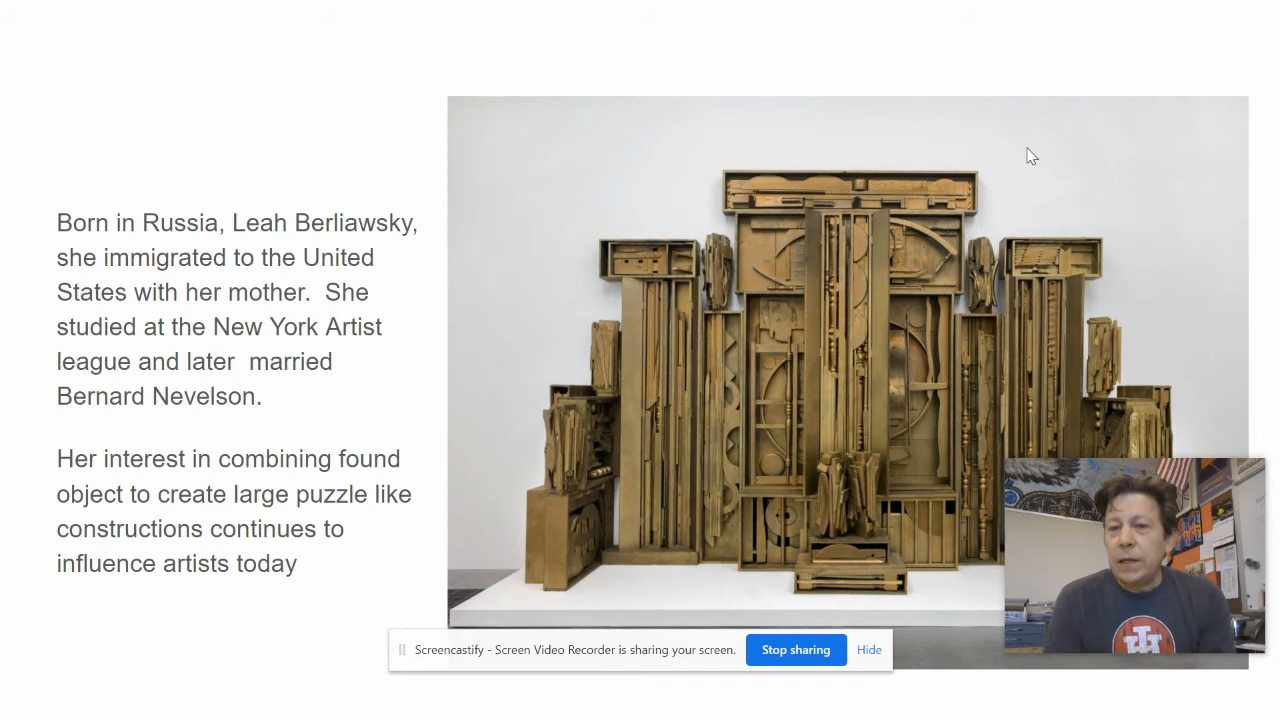 Born in Russia, Leah Berliawsky,
she immigrated to the United
States with her mother.  She
studied at the New York Artist
league and later  married
Bernard Nevelson.
Her interest in combining found
object to create large puzzle like
constructions continues to
influence artists today
Screencastify - Screen Video Recorder is sharing your screen.
Stop sharing
Hide